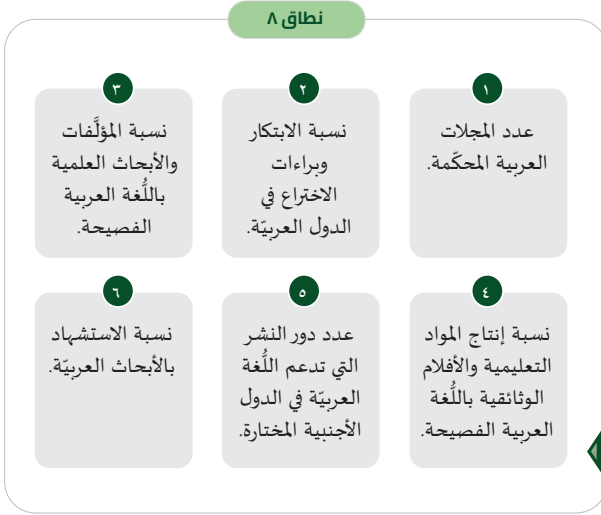 نطاق ٨
١
عدد المجلات
العربية المحكّمة.
٢
نسبة الابتكار
وبراءات
الاختراع في
الدول العربيّة.
٣
نسبة المؤلَّفات
والأبحاث العلمية
باللُّغة العربية
الفصيحة.
٤
نسبة إنتاج المواد
التعليمية والأفلام
الوثائقية باللُّغة
العربية الفصيحة.
٥
عدد دور النشر
التي تدعم اللُّغة
العربيّة في الدول
الأجنبية المختارة.
٦
نسبة الاستشهاد
بالأبحاث العربيّة.